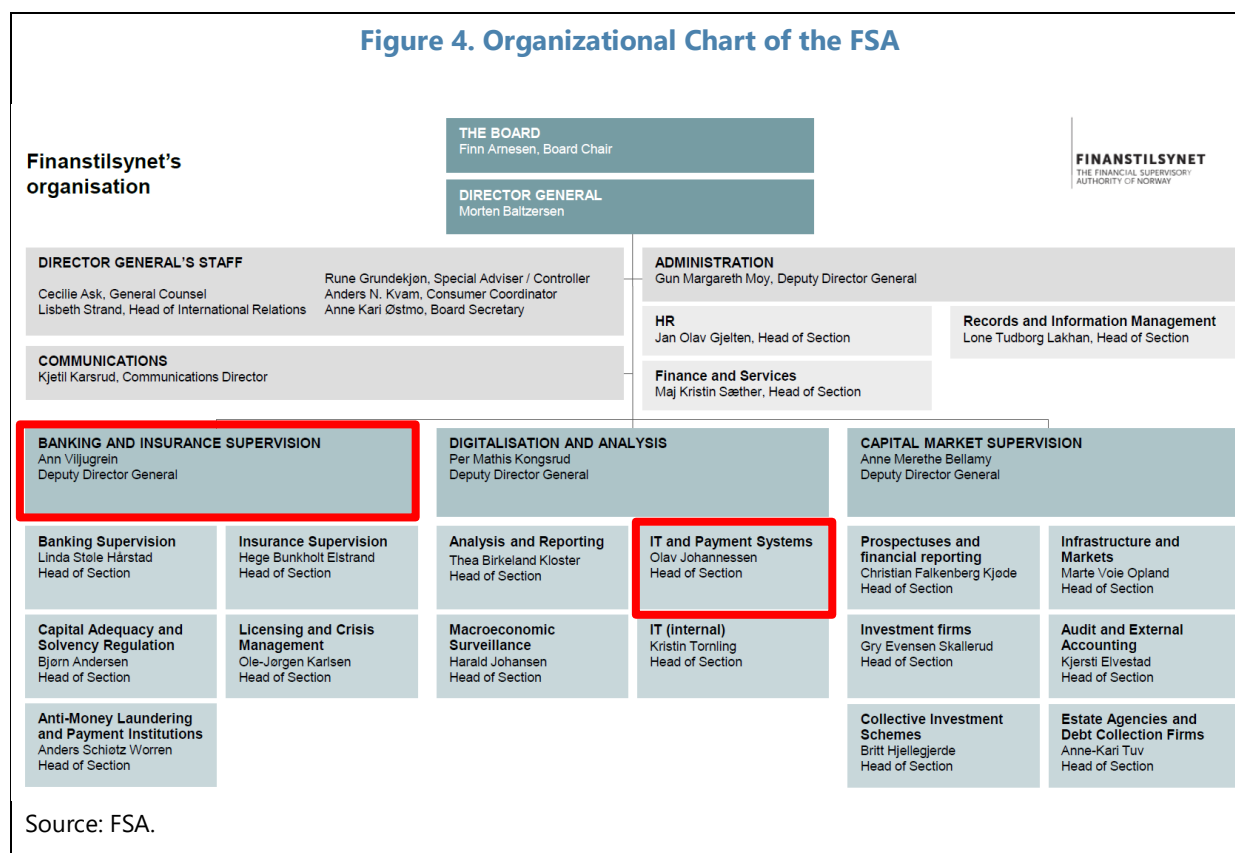 Figure 4. Organizational Chart of the FSA
Finanstilsynet's
organisation
THE BOARD
Finn Arnesen, Board Chair
DIRECTOR GENERAL
Morten Baltzersen
FINANSTILSYNET
THE FINANCIAL SUPERVISORY
AUTHORITY OF NORWAY
DIRECTOR GENERAL'S STAFF
Cecilie Ask, General Counsel
Lisbeth Strand, Head of International Relations
Rune Grundekjøn, Special Adviser / Controller
Anders N. Kvam, Consumer Coordinator
Anne Kari Østmo, Board Secretary
ADMINISTRATION
Gun Margareth Moy, Deputy Director General
HR
Jan Olav Gjelten, Head of Section
Records and Information Management
Lone Tudborg Lakhan, Head of Section
COMMUNICATIONS
Kjetil Karsrud, Communications Director
Finance and Services
Maj Kristin Sæther, Head of Section
BANKING AND INSURANCE SUPERVISION
Ann Viljugrein
Deputy Director General
DIGITALISATION AND ANALYSIS
Per Mathis Kongsrud
Deputy Director General
CAPITAL MARKET SUPERVISION
Anne Merethe Bellamy
Deputy Director General
Banking Supervision
Linda Støle Hårstad
Head of Section
Insurance Supervision
Hege Bunkholt Elstrand
Head of Section
Analysis and Reporting
Thea Birkeland Kloster
Head of Section
IT and Payment Systems
Olav Johannessen
Head of Section
Prospectuses and
financial reporting
Christian Falkenberg Kjøde
Head of Section
Infrastructure and
Markets
Marte Voie Opland
Head of Section
Capital Adequacy and
Solvency Regulation
Bjørn Andersen
Head of Section
Licensing and Crisis
Management
Ole-Jørgen Karlsen
Head of Section
Macroeconomic
Surveillance
Harald Johansen
Head of Section
IT (internal)
Kristin Tornling
Head of Section
Investment firms
Gry Evensen Skallerud
Head of Section
Audit and External
Accounting
Kjersti Elvestad
Head of Section
Anti-Money Laundering
and Payment Institutions
Anders Schiøtz Worren
Head of Section
Collective Investment
Schemes
Britt Hjellegjerde
Head of Section
Estate Agencies and
Debt Collection Firms
Anne-Kari Tuv
Head of Section
Source: FSA.